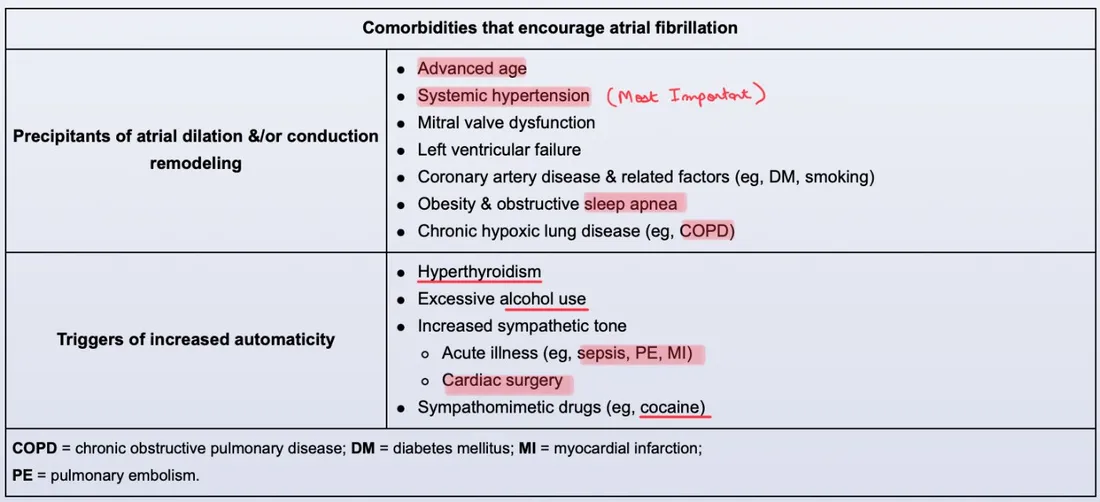 Comorbidities that encourage atrial fibrillation
Precipitants of atrial dilation &/or conduction
remodeling
• Advanced age
• Systemic hypertension (Most Important)
• Mitral valve dysfunction
• Left ventricular failure
• Coronary artery disease & related factors (eg, DM, smoking)
• Obesity & obstructive sleep apnea
• Chronic hypoxic lung disease (eg, COPD)
Triggers of increased automaticity
• Hyperthyroidism
• Excessive alcohol use
• Increased sympathetic tone
○ Acute illness (eg, sepsis, PE, MI)
○ Cardiac surgery
• Sympathomimetic drugs (eg, cocaine)
COPD = chronic obstructive pulmonary disease; DM = diabetes mellitus; MI = myocardial infarction;
PE = pulmonary embolism.